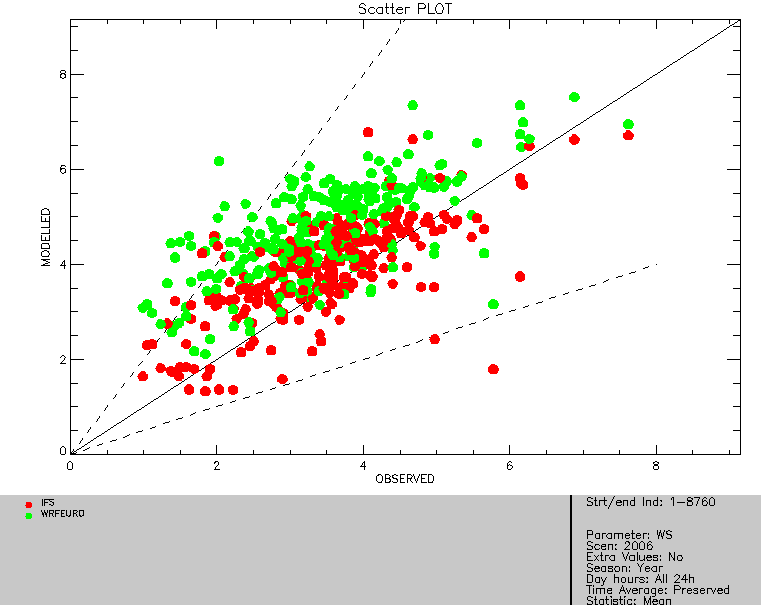 Scatter PLOT
MODELLED
8
6
4
2
0
0 2 4 6 8
OBSERVED
IFS
WRFEURO
Strt/end Ind: 1-8760
Parameter: WS
Scen: 2006
Extra Values: No
Season: Year
Day hours: All 24h
Time Average: Preserved
Statistic: Mean